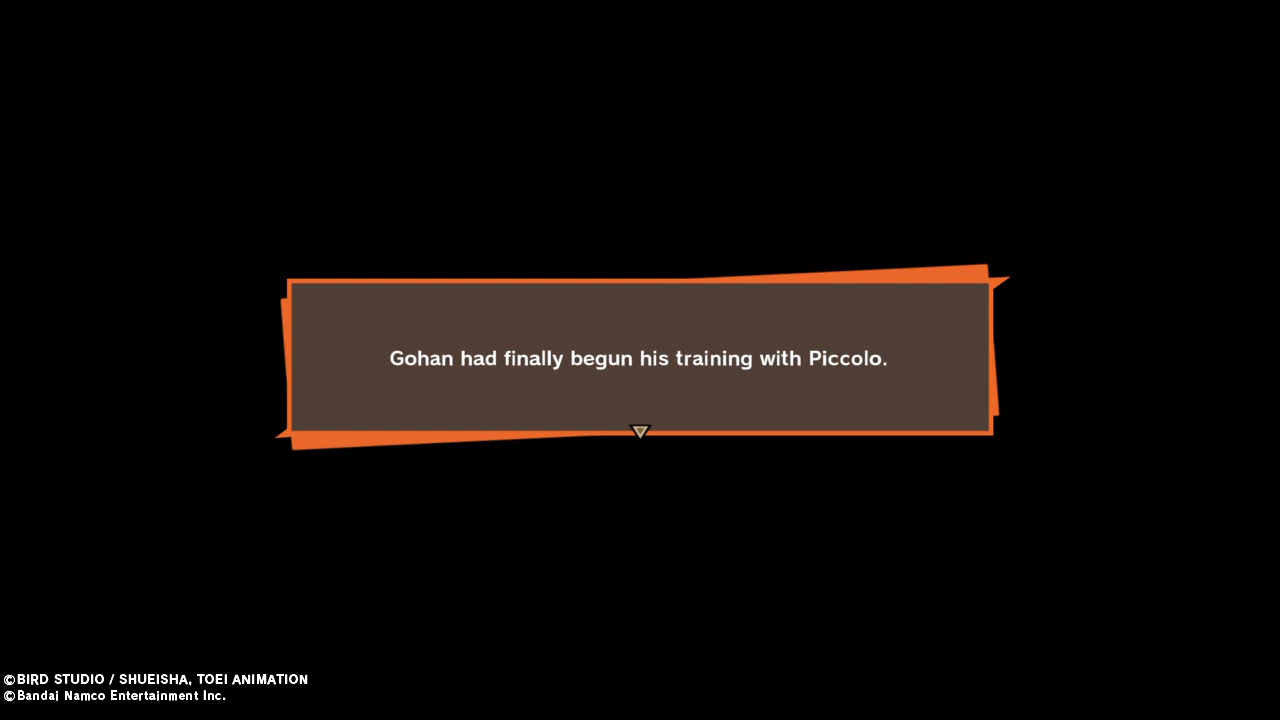 Gohan had finally begun his training with Piccolo.
©BIRD STUDIO / SHUEISHA, TOEI ANIMATION
©Bandai Namco Entertainment Inc.